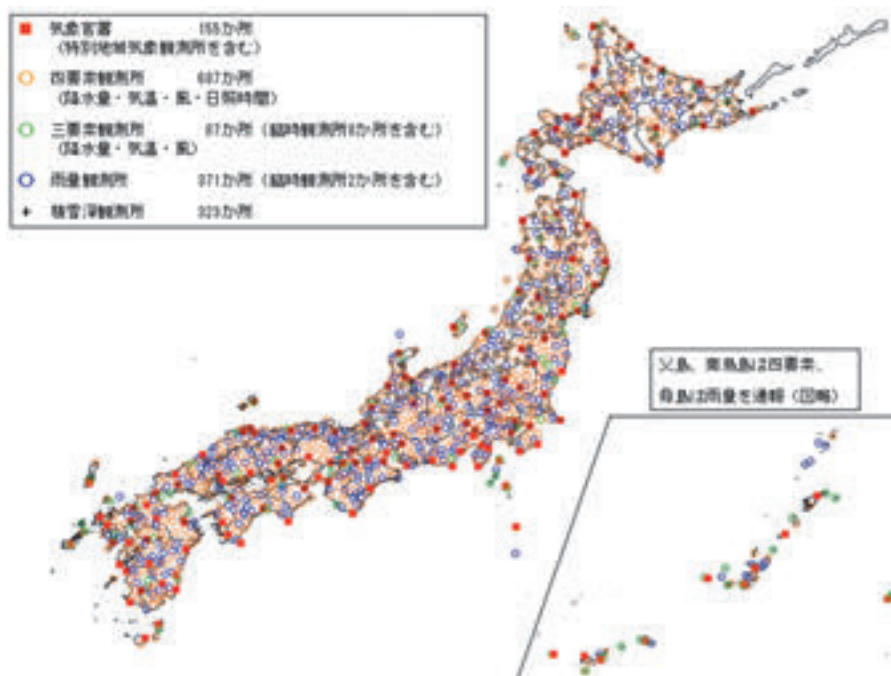 気象官署 155か所
（特別地域気象観測所を含む）
四要素観測所 687か所
（降水量・気温・風・日照時間）
三要素観測所 87か所（臨時観測所8か所を含む）
（降水量・気温・風）
雨量観測所 371か所（臨時観測所2か所を含む）
積雪深観測所 323か所
父島、南鳥島は四要素、
母島は雨量を通報（図略）